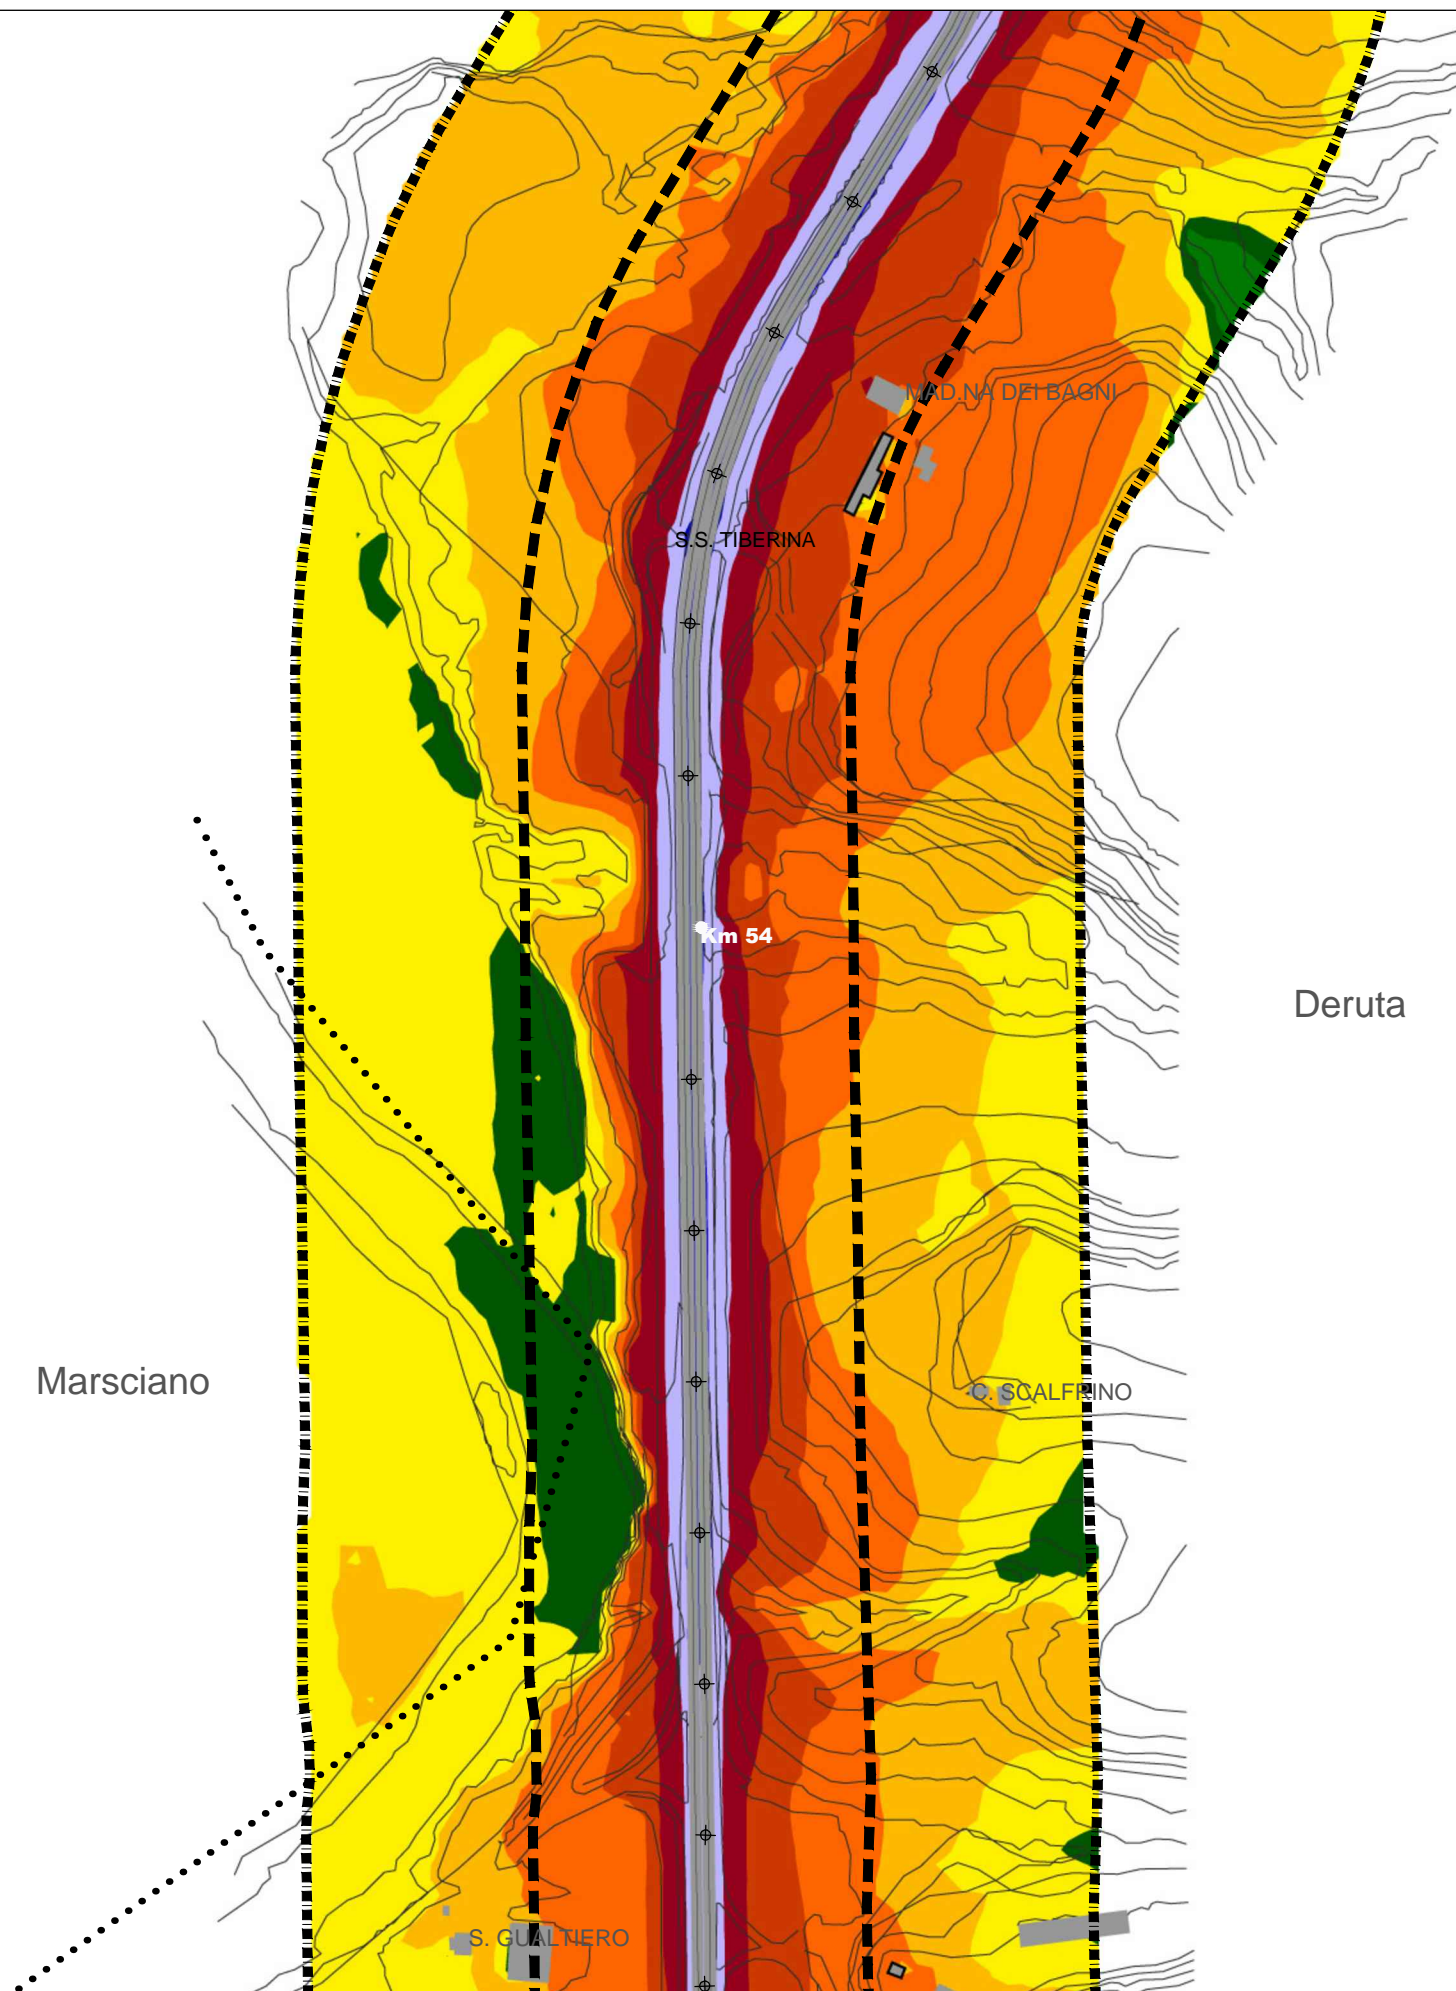 MAD.NA DEI BAGNI
S.S. TIBERINA
Km 54
Deruta
Marsciano
C. SCALFRINO
S. GUALTIERO